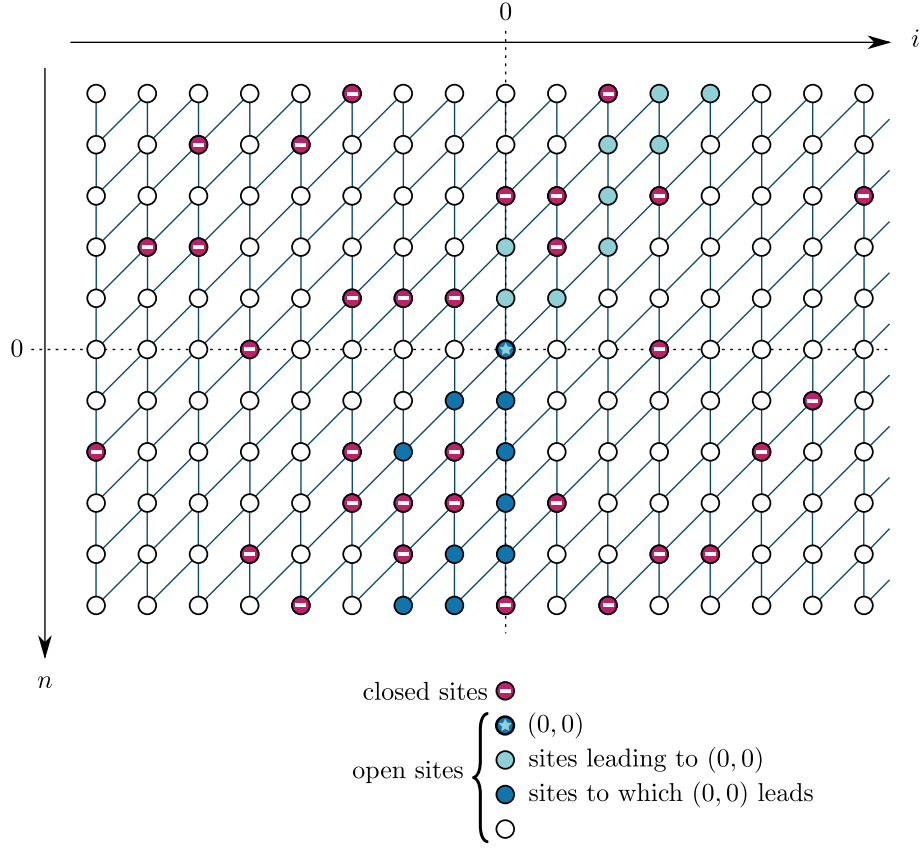 0
i
0
n
closed sites
(0, 0)
sites leading to (0, 0)
open sites
sites to which (0, 0) leads